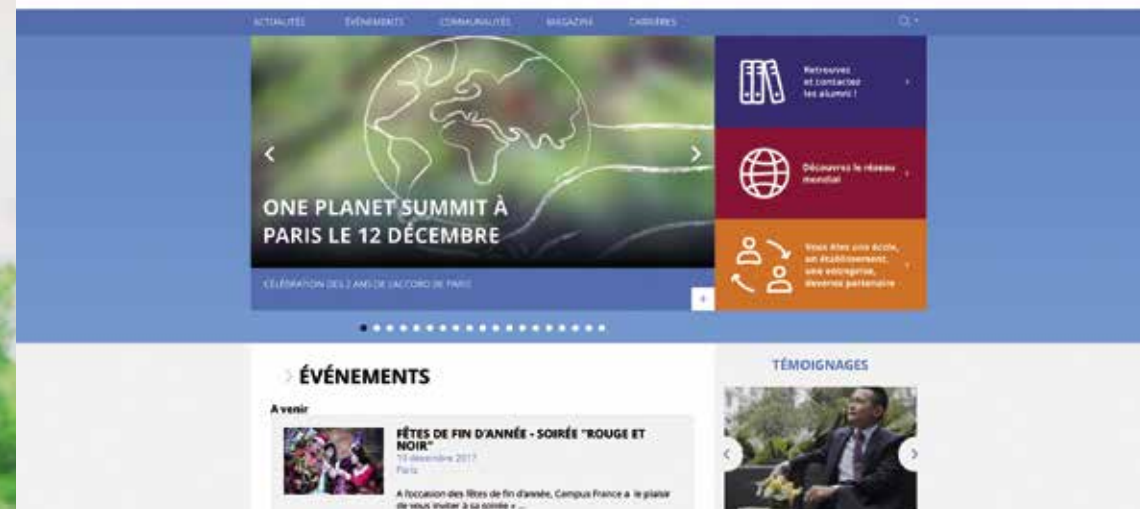 ACTUALITÉS ÉVÉNEMENTS COMMUNAUTÉS MAGAZINE CARRIÈRES
ONE PLANET SUMMIT À
PARIS LE 12 DÉCEMBRE
CÉLÉBRATION DES 2 ANS DE L'ACCORD DE PARIS
+
Retrouvez
et contactez
les alumni !
Découvrez le réseau
mondial
Vous êtes une école,
un établissement,
une entreprise,
devenez partenaire
ÉVÉNEMENTS
A venir
FÊTES DE FIN D'ANNÉE - SOIRÉE "ROUGE ET
NOIR"
décembre 2017
Paris
A l'occasion des fêtes de fin d'année, Campus France a le plaisir
de vous inviter à sa soirée « ...
TÉMOIGNAGES